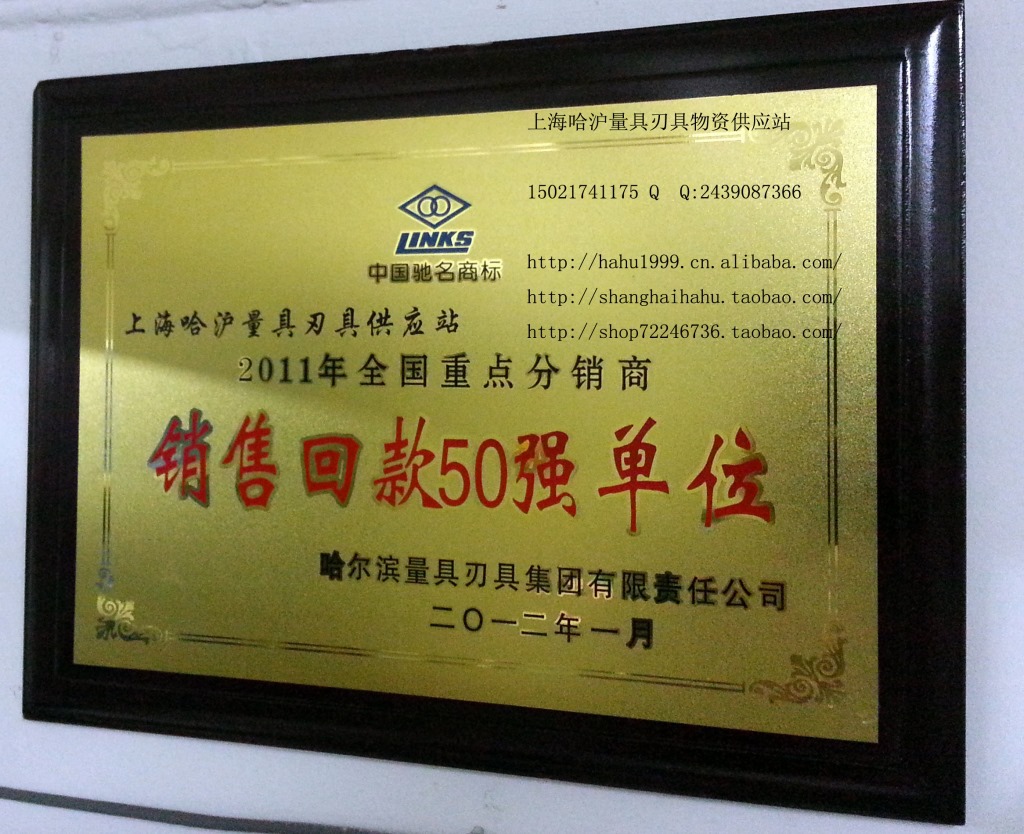 上海哈沪量具刃具物资供应站
15021741175 Q  Q:2439087366
LINKS
中国驰名商标
http://hahu1999.cn.alibaba.com/
http://shanghaihahu.taobao.com/
http://shop72246736.taobao.com/
上海哈沪量具刃具供应站
2011年全国重点分销商
销售回款50强单位
哈尔滨量具刃具集团有限责任公司
二〇一二年一月